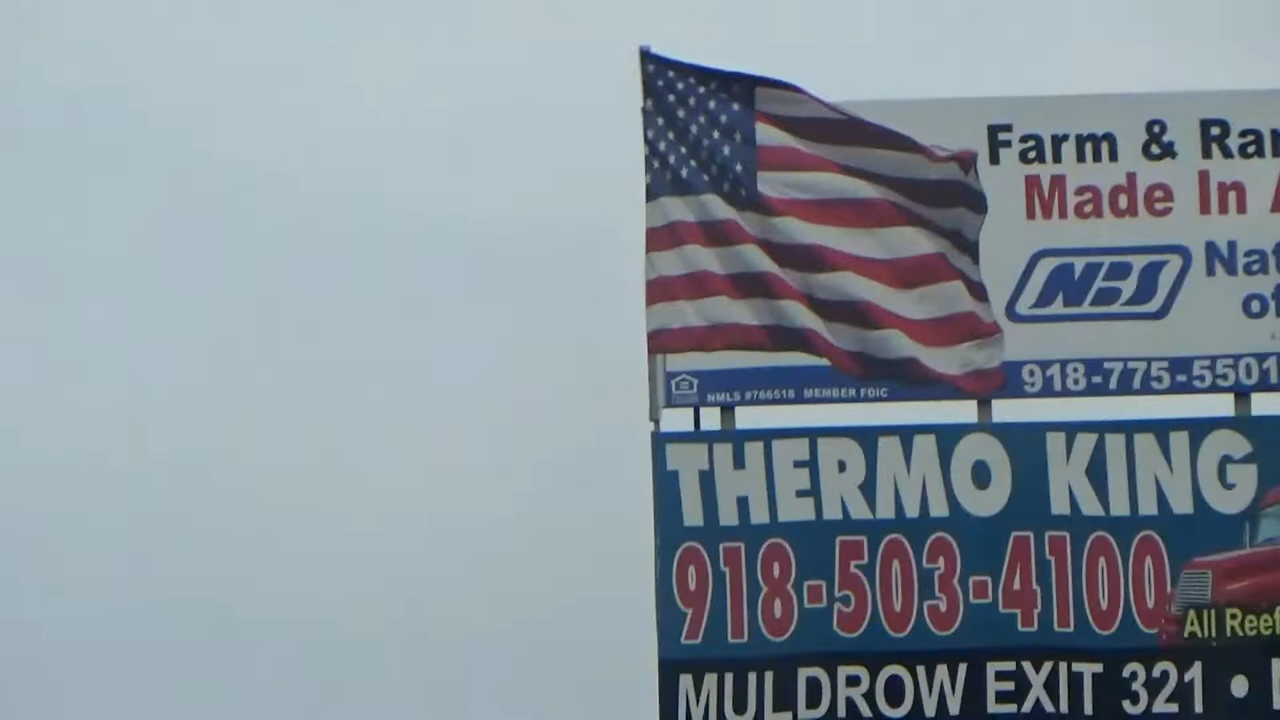 Farm & Ran
Made In A
NBS Nat
of
918-775-5501
NMLS #766518 MEMBER FDIC
THERMO KING
918-503-4100
All Reef
MULDROW EXIT 321 •